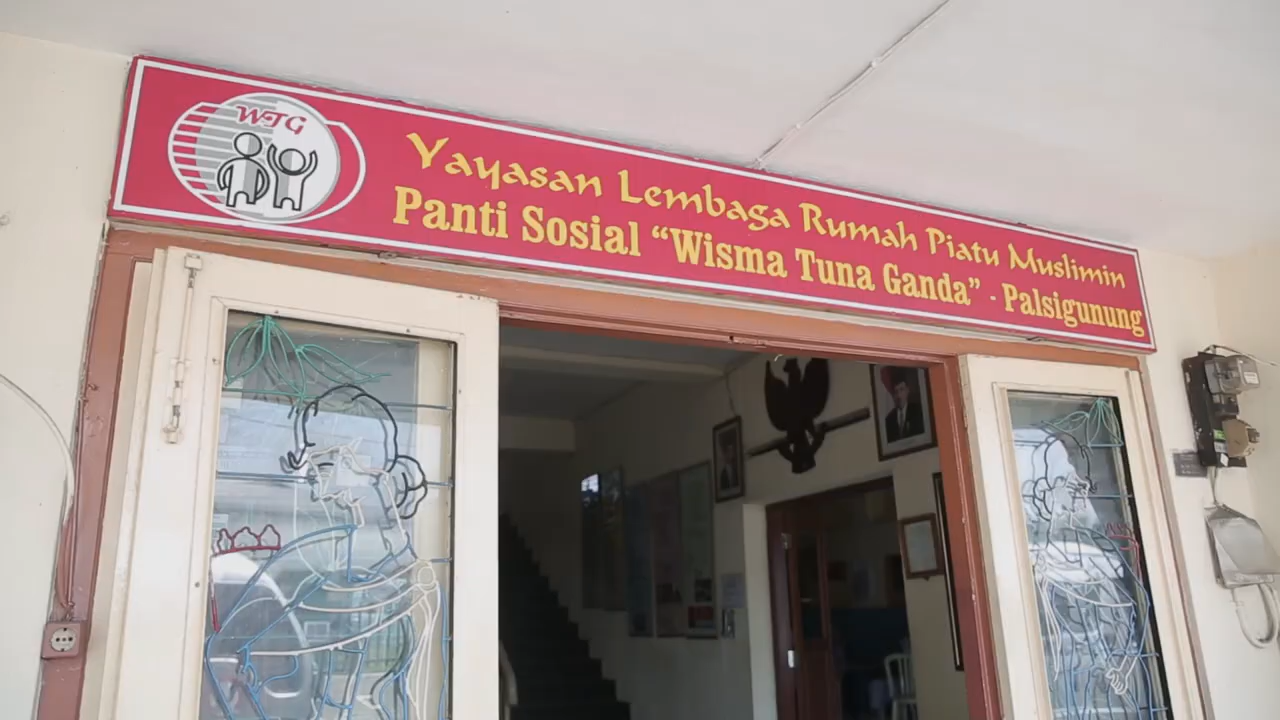 WTG
Yayasan Lembaga Rumah Piatu Muslimin
Panti Sosial “Wisma Tuna Ganda” - Palsigunung